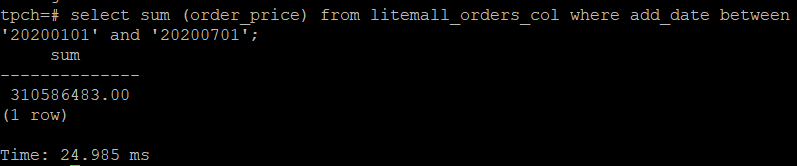 tpch=# select sum (order_price) from litemall_orders_col where add_date between
'20200101' and '20200701';
sum
--------------
310586483.00
(1 row)
Time: 24.985 ms